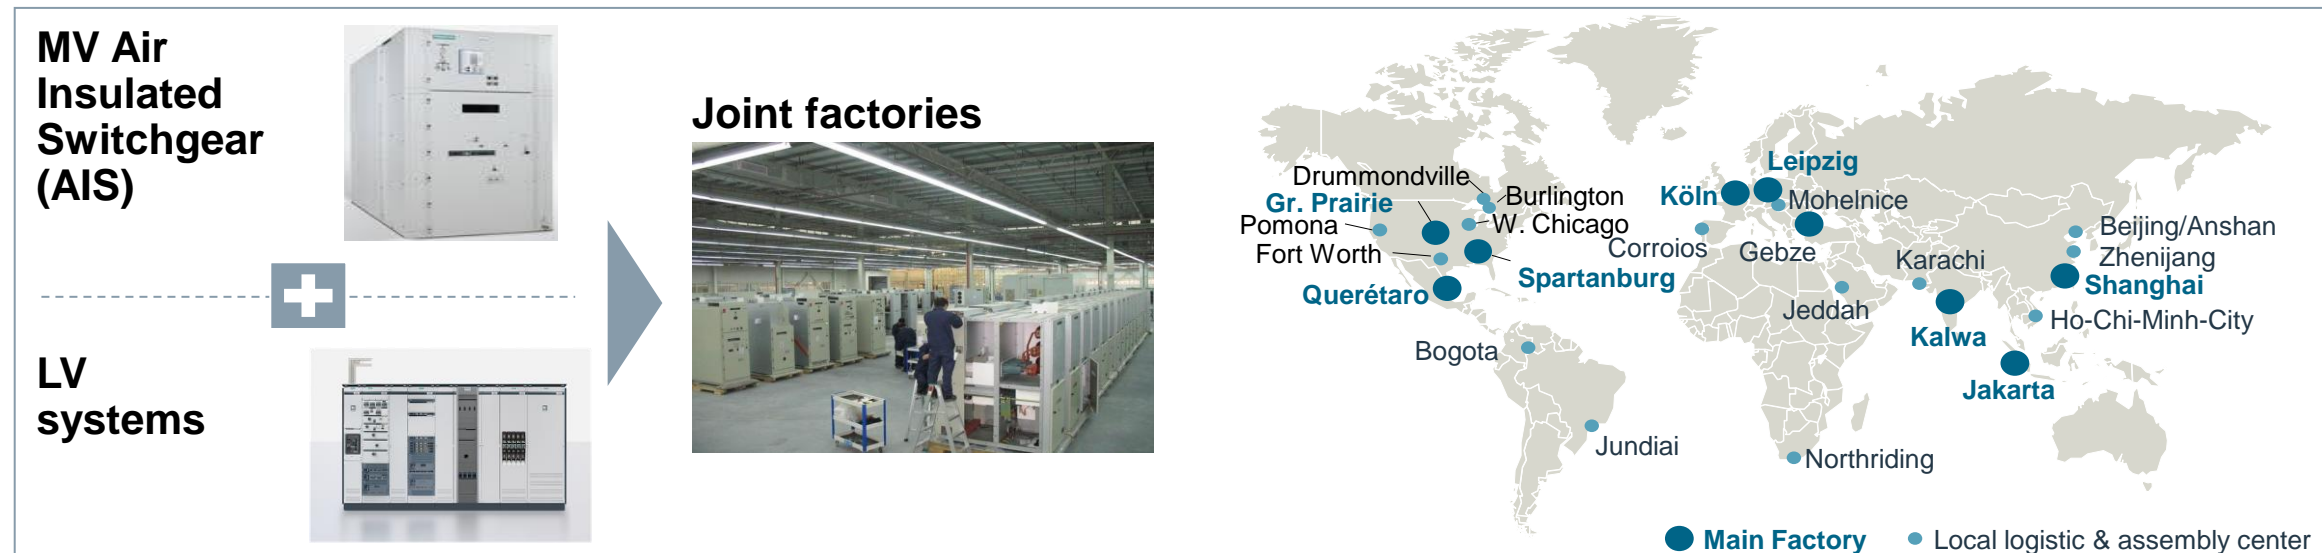 MV Air
Insulated
Switchgear
(AIS)
LV
systems
Joint factories
Drummondville
Burlington
Gr. Prairie
W. Chicago
Pomona
Fort Worth
Spartanburg
Querétaro
Bogota
Jundiai
Leipzig
Köln
Mohelnice
Corroios
Gebze
Karachi
Jeddah
Kalwa
Northriding
Beijing/Anshan
Zhenijang
Shanghai
Ho-Chi-Minh-City
Jakarta
Main Factory
Local logistic & assembly center